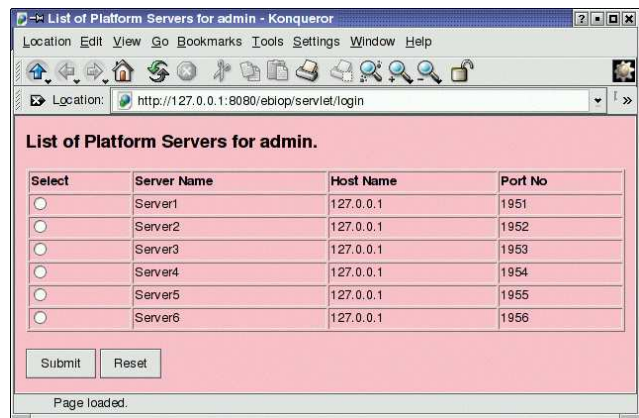 List of Platform Servers for admin - Konqueror
Location Edit View Go Bookmarks Tools Settings Window Help
Location: http://127.0.0.1:8080/ebiop/servlet/login
List of Platform Servers for admin.
Select Server Name Host Name Port No
Server1 127.0.0.1 1951
Server2 127.0.0.1 1952
Server3 127.0.0.1 1953
Server4 127.0.0.1 1954
Server5 127.0.0.1 1955
Server6 127.0.0.1 1956
Submit Reset
Page loaded.